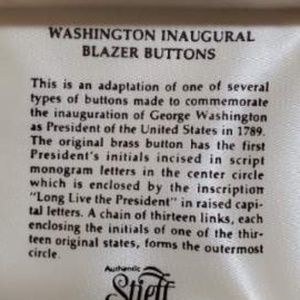 WASHINGTON INAUGURAL
BLAZER BUTTONS
This is an adaptation of one of several
types of buttons made to commemorate
the inauguration of George Washington
as President of the United States in 1789.
The original brass button has the first
President's initials incised in script
monogram letters in the center circle
which is enclosed by the inscription
"Long Live the President" in raised capi-
tal letters. A chain of thirteen links, each
enclosing the initials of one of the thir-
teen original states, forms the outermost
circle.
Authentic
Stieff